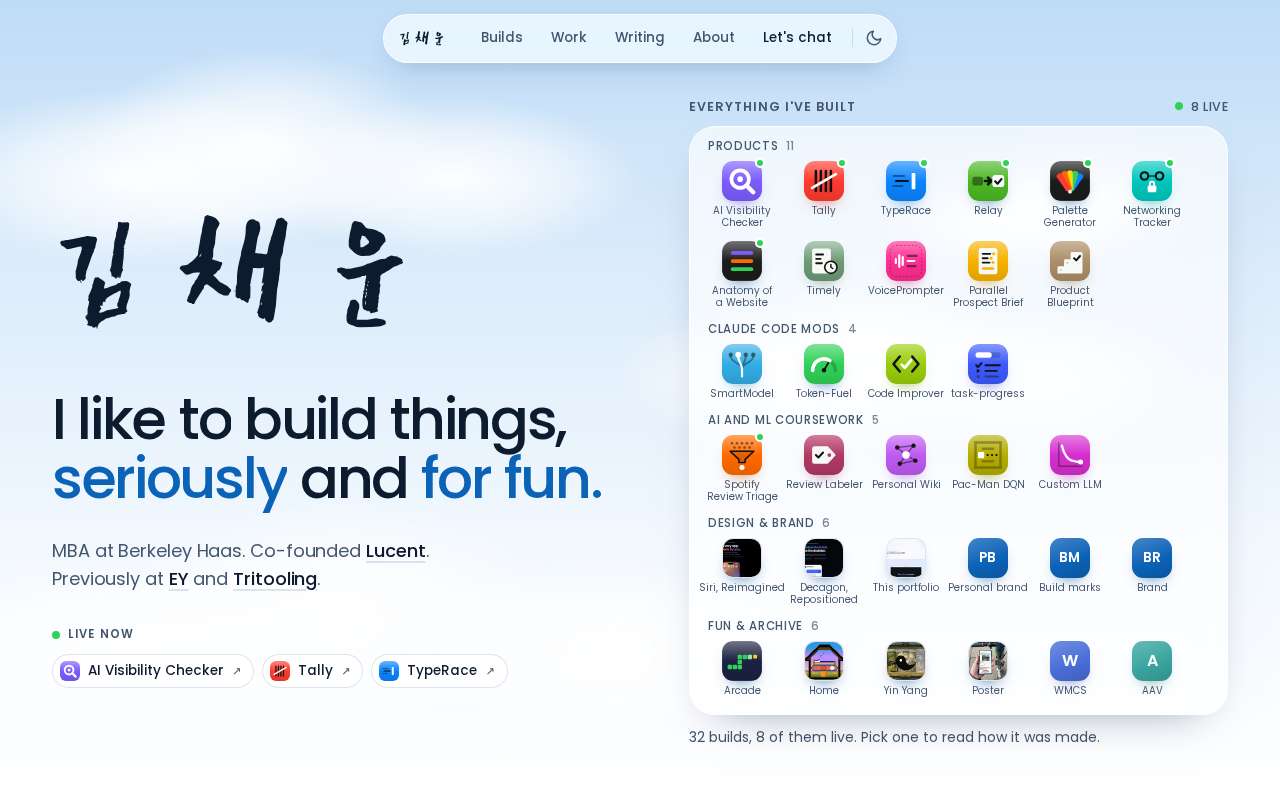 김채윤
Builds
Work
Writing
About
Let's chat
김 채 윤
I like to build things,
seriously and for fun.
MBA at Berkeley Haas. Co-founded Lucent.
Previously at EY and Tritooling.
LIVE NOW
AI Visibility Checker ↗
Tally ↗
TypeRace ↗
EVERYTHING I'VE BUILT
8 LIVE
PRODUCTS 11
AI Visibility
Checker
Tally
TypeRace
Relay
Palette
Generator
Networking
Tracker
Anatomy of
a Website
Timely
VoicePrompter
Parallel
Prospect Brief
Product
Blueprint
CLAUDE CODE MODS 4
SmartModel
Token-Fuel
Code Improver
task-progress
AI AND ML COURSEWORK 5
Spotify
Review Triage
Review Labeler
Personal Wiki
Pac-Man DQN
Custom LLM
DESIGN & BRAND 6
Siri, Reimagined
Decagon,
Repositioned
This portfolio
PB
Personal brand
BM
Build marks
BR
Brand
FUN & ARCHIVE 6
Arcade
Home
Yin Yang
Poster
W
WMCS
A
AAV
32 builds, 8 of them live. Pick one to read how it was made.